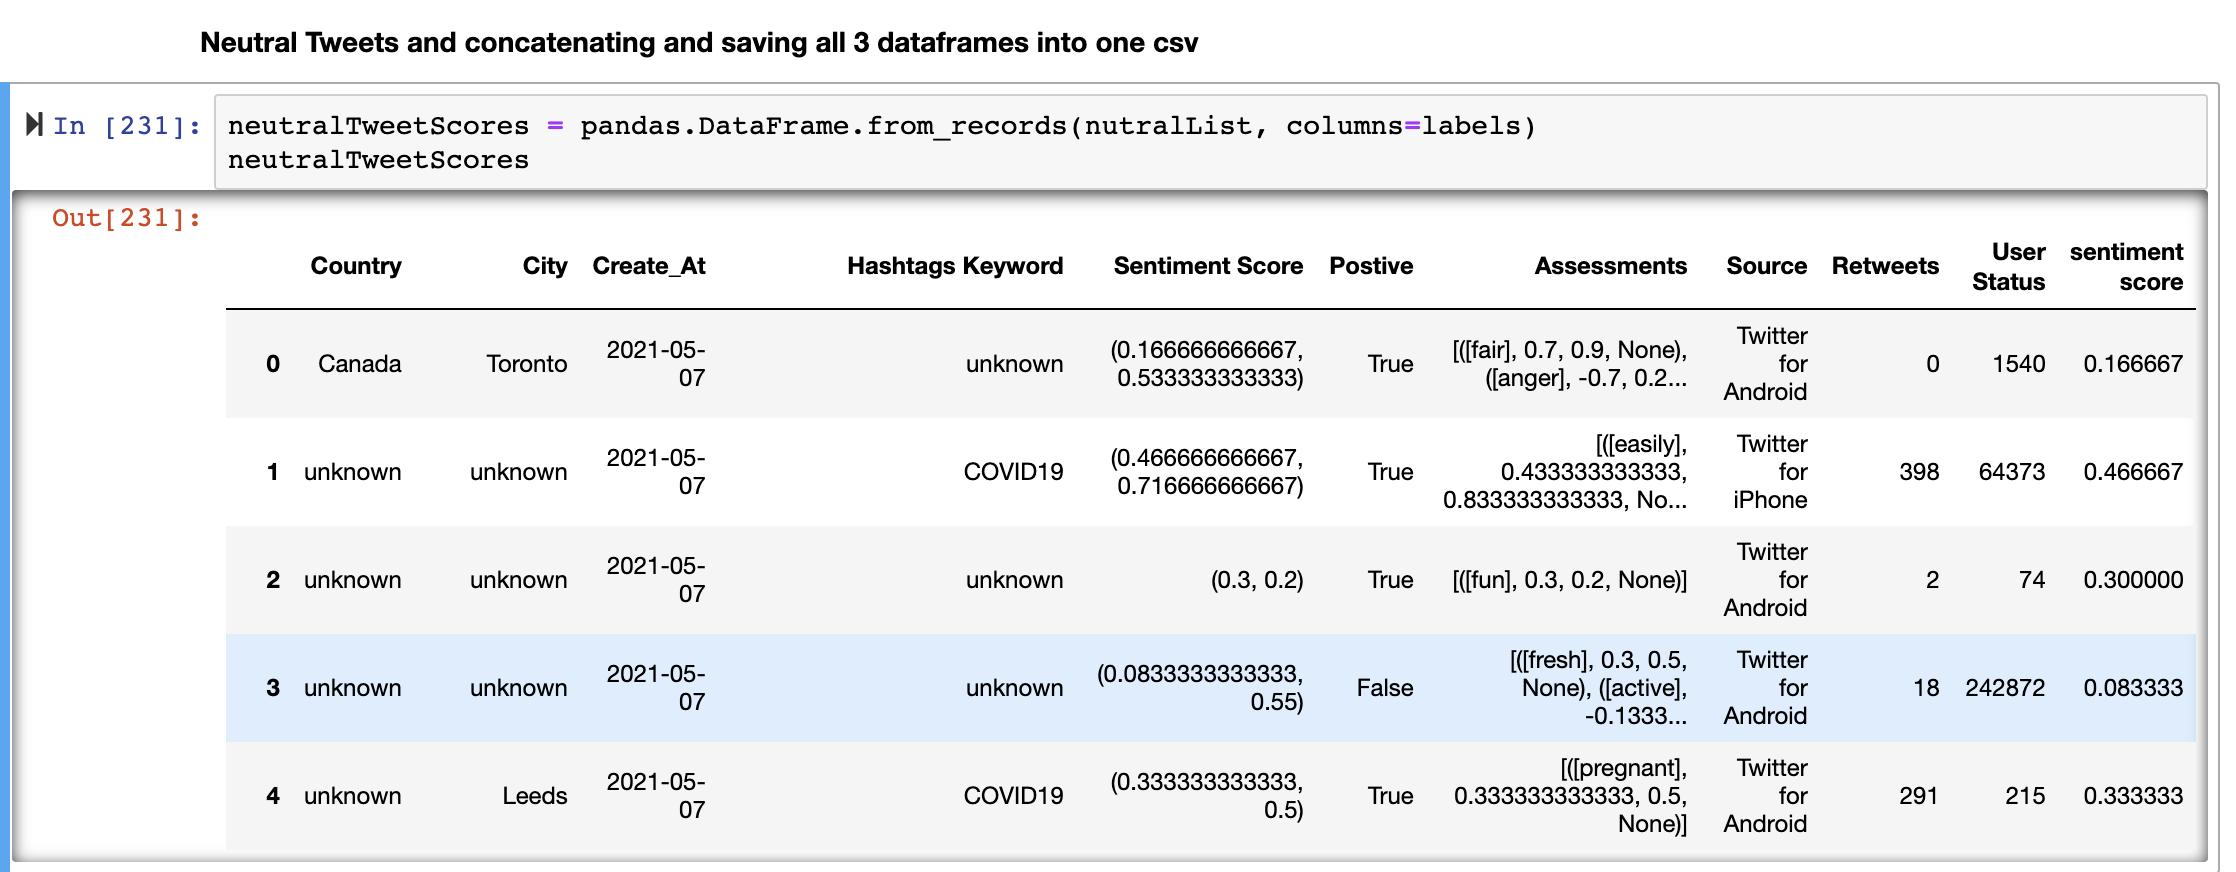 Neutral Tweets and concatenating and saving all 3 dataframes into one csv
In [231]: neutralTweetScores = pandas.DataFrame.from_records(nutralList, columns=labels)
neutralTweetScores
Out[231]:
Country City Create_At Hashtags Keyword Sentiment Score Postive Assessments Source Retweets User Status sentiment score
0 Canada Toronto 2021-05-07 unknown (0.166666666667, 0.533333333333) True [([fair], 0.7, 0.9, None), ([anger], -0.7, 0.2... Twitter for Android 0 1540 0.166667
1 unknown unknown 2021-05-07 COVID19 (0.466666666667, 0.716666666667) True [([easily], 0.433333333333, 0.833333333333, No... Twitter for iPhone 398 64373 0.466667
2 unknown unknown 2021-05-07 unknown (0.3, 0.2) True [([fun], 0.3, 0.2, None)] Twitter for Android 2 74 0.300000
3 unknown unknown 2021-05-07 unknown (0.0833333333333, 0.55) False [([fresh], 0.3, 0.5, None), ([active], -0.1333... Twitter for Android 18 242872 0.083333
4 unknown Leeds 2021-05-07 COVID19 (0.333333333333, 0.5) True [([pregnant], 0.333333333333, 0.5, None)] Twitter for Android 291 215 0.333333